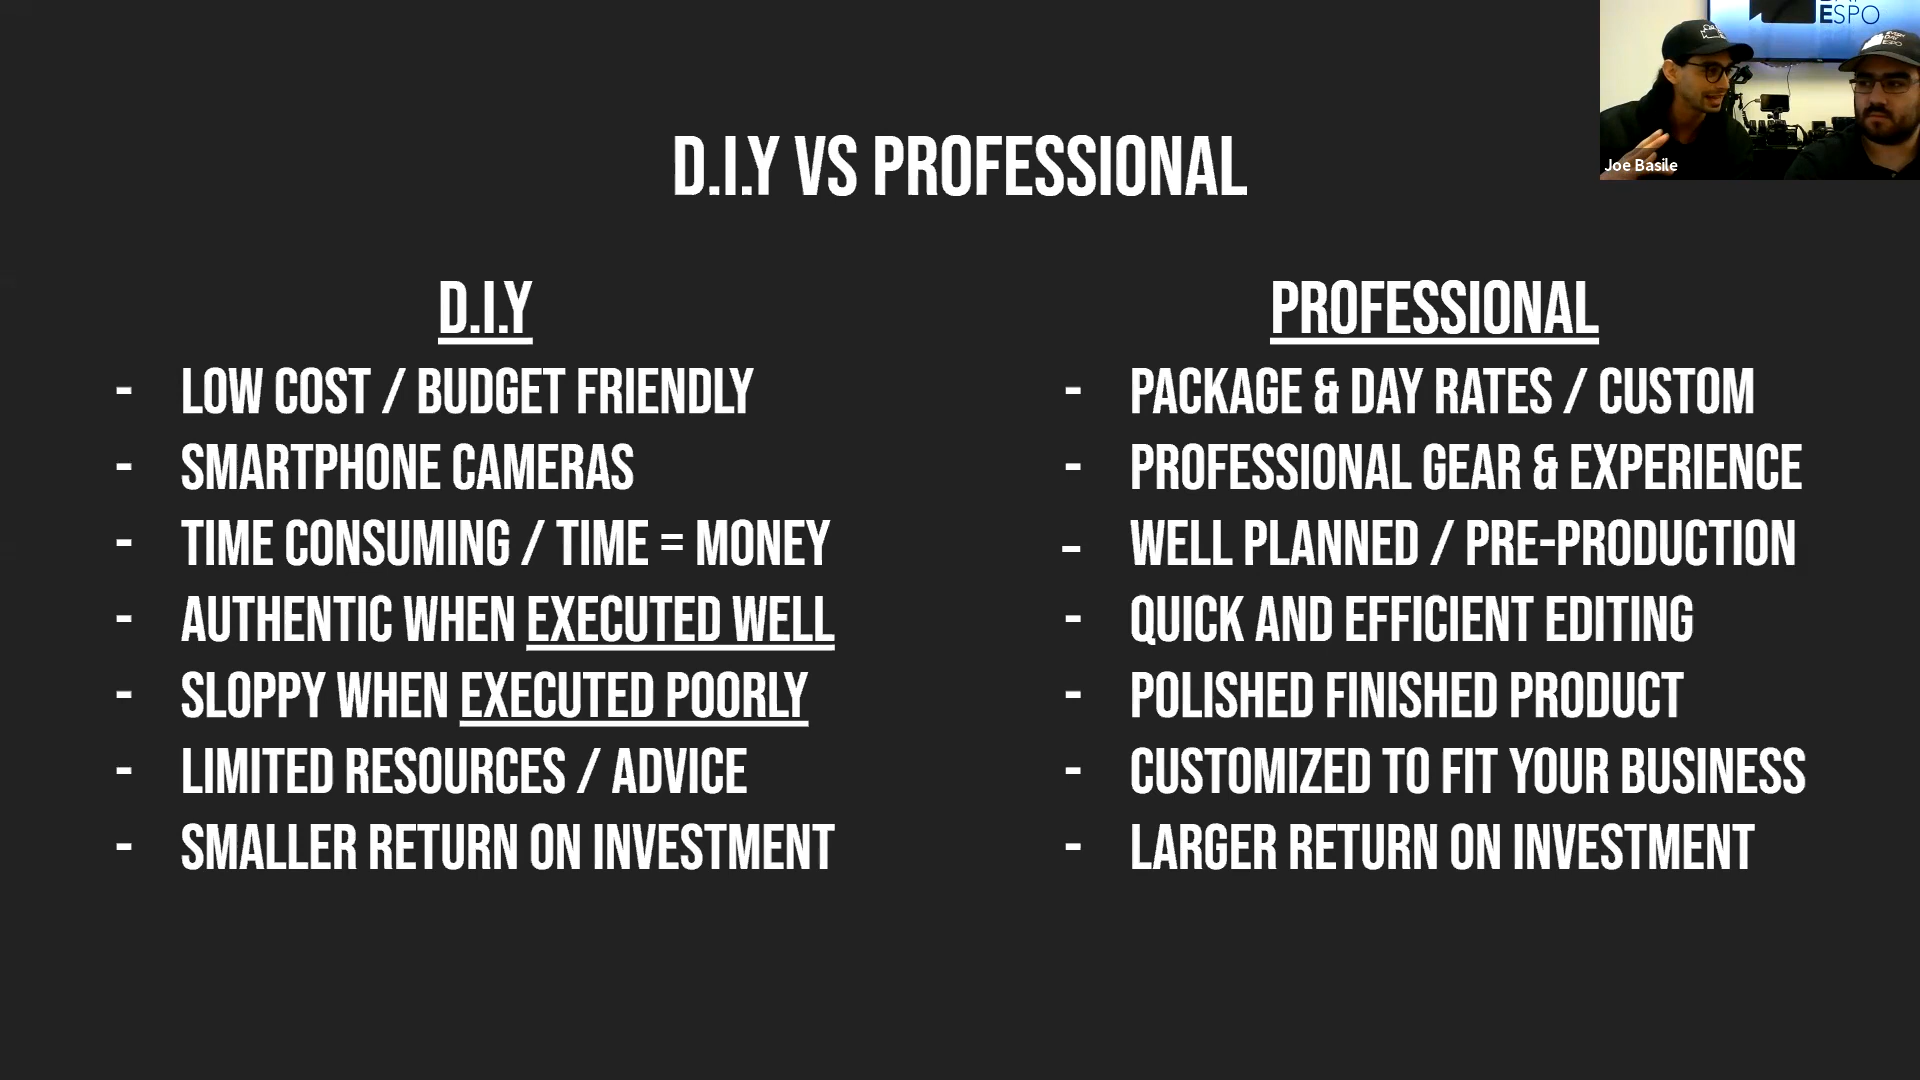 ESPO
ESPO
Joe Basile
D.I.Y VS PROFESSIONAL
D.I.Y
- LOW COST / BUDGET FRIENDLY
- SMARTPHONE CAMERAS
- TIME CONSUMING / TIME = MONEY
- AUTHENTIC WHEN EXECUTED WELL
- SLOPPY WHEN EXECUTED POORLY
- LIMITED RESOURCES / ADVICE
- SMALLER RETURN ON INVESTMENT
PROFESSIONAL
- PACKAGE & DAY RATES / CUSTOM
- PROFESSIONAL GEAR & EXPERIENCE
- WELL PLANNED / PRE-PRODUCTION
- QUICK AND EFFICIENT EDITING
- POLISHED FINISHED PRODUCT
- CUSTOMIZED TO FIT YOUR BUSINESS
- LARGER RETURN ON INVESTMENT